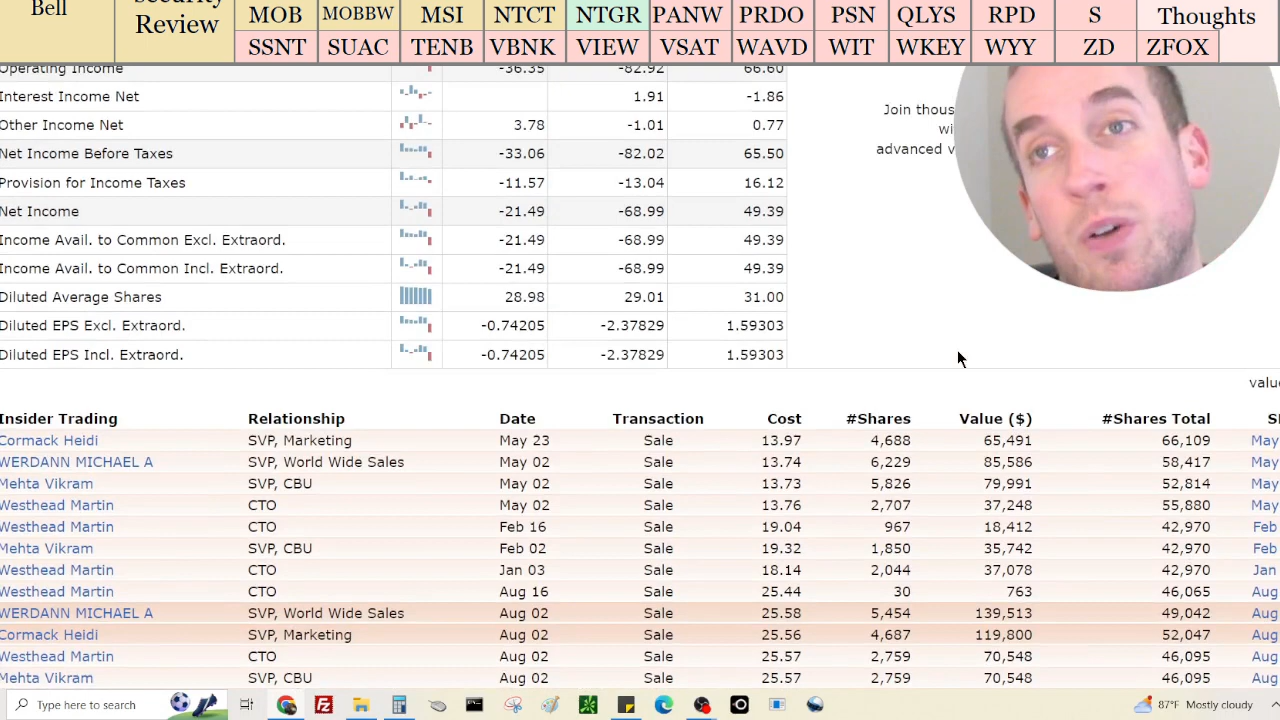 Bell
security
Review
MOB MOBBW MSI NTCT NTGR PANW PRDO PSN QLYS RPD S Thoughts
SSNT SUAC TENB VBNK VIEW VSAT WAVD WIT WKEY WYY ZD ZFOX
Operating Income -36.35 -82.92 66.60
Interest Income Net 1.91 -1.86
Other Income Net 3.78 -1.01 0.77
Net Income Before Taxes -33.06 -82.02 65.50
Provision for Income Taxes -11.57 -13.04 16.12
Net Income -21.49 -68.99 49.39
Income Avail. to Common Excl. Extraord. -21.49 -68.99 49.39
Income Avail. to Common Incl. Extraord. -21.49 -68.99 49.39
Diluted Average Shares 28.98 29.01 31.00
Diluted EPS Excl. Extraord. -0.74205 -2.37829 1.59303
Diluted EPS Incl. Extraord. -0.74205 -2.37829 1.59303
Join thous
wi
advanced v
value
Insider Trading Relationship Date Transaction Cost #Shares Value ($) #Shares Total
Cormack Heidi SVP, Marketing May 23 Sale 13.97 4,688 65,491 66,109 May
WERDANN MICHAEL A SVP, World Wide Sales May 02 Sale 13.74 6,229 85,586 58,417 May
Mehta Vikram SVP, CBU May 02 Sale 13.73 5,826 79,991 52,814 May
Westhead Martin CTO May 02 Sale 13.76 2,707 37,248 55,880 May
Westhead Martin CTO Feb 16 Sale 19.04 967 18,412 42,970 Feb
Mehta Vikram SVP, CBU Feb 02 Sale 19.32 1,850 35,742 42,970 Feb
Westhead Martin CTO Jan 03 Sale 18.14 2,044 37,078 42,970 Jan
Westhead Martin CTO Aug 16 Sale 25.44 30 763 46,065 Aug
WERDANN MICHAEL A SVP, World Wide Sales Aug 02 Sale 25.58 5,454 139,513 49,042 Aug
Cormack Heidi SVP, Marketing Aug 02 Sale 25.56 4,687 119,800 52,047 Aug
Westhead Martin CTO Aug 02 Sale 25.57 2,759 70,548 46,095 Aug
Mehta Vikram SVP, CBU Aug 02 Sale 25.57 2,759 70,548 46,095 Aug
Type here to search 87°F Mostly cloudy